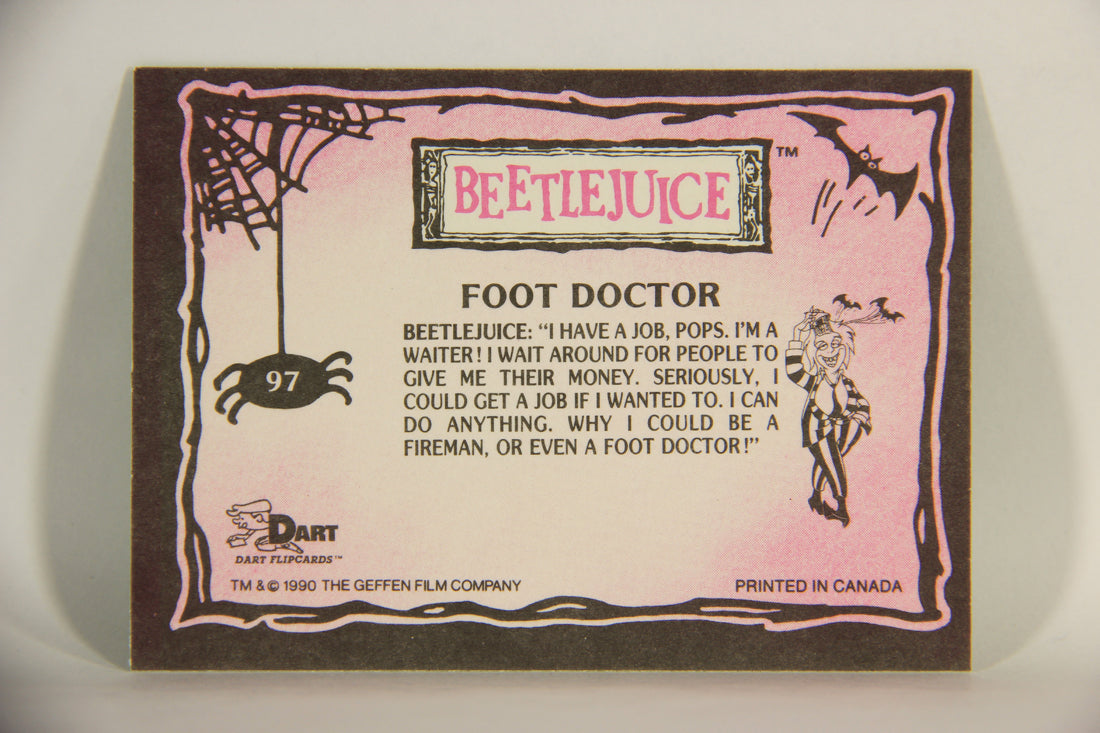 BEETLEJUICE ™
FOOT DOCTOR
BEETLEJUICE: “I HAVE A JOB, POPS. I’M A
WAITER! I WAIT AROUND FOR PEOPLE TO
GIVE ME THEIR MONEY. SERIOUSLY, I
COULD GET A JOB IF I WANTED TO. I CAN
DO ANYTHING. WHY I COULD BE A
FIREMAN, OR EVEN A FOOT DOCTOR!”
97
DART
DART FLIPCARDS™
TM & © 1990 THE GEFFEN FILM COMPANY
PRINTED IN CANADA